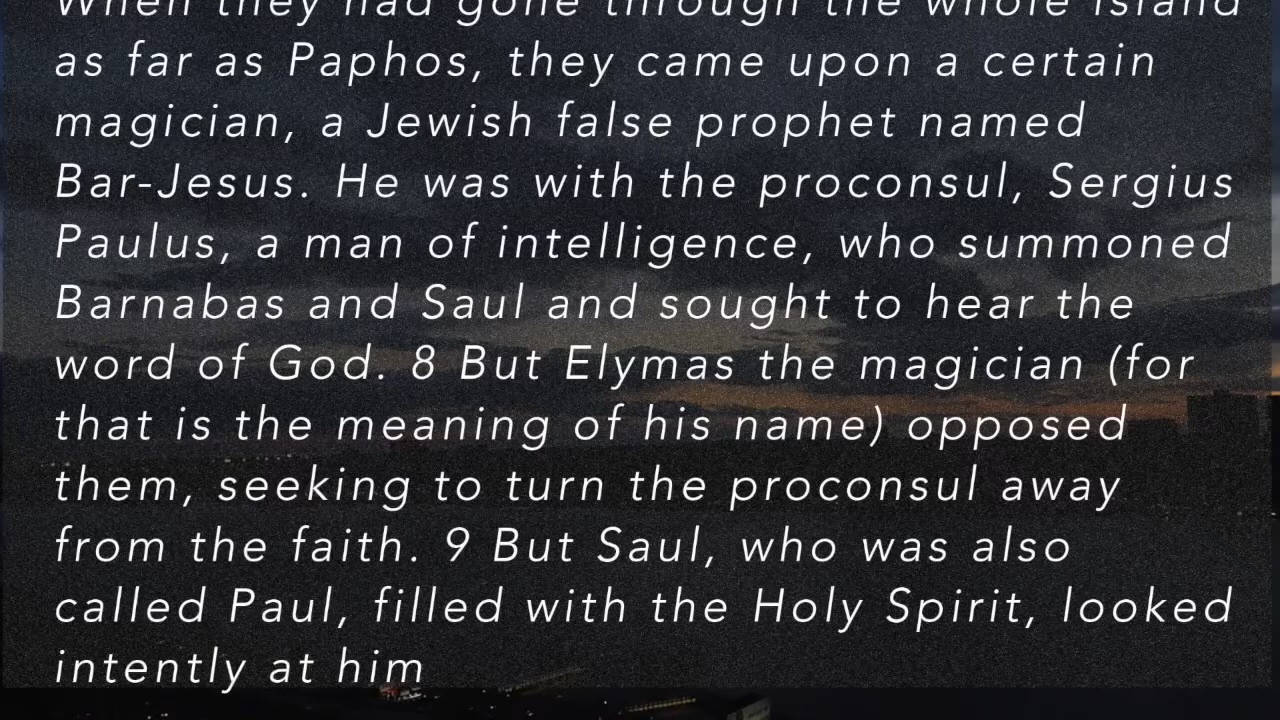 When they had gone through the whole island
as far as Paphos, they came upon a certain
magician, a Jewish false prophet named
Bar-Jesus. He was with the proconsul, Sergius
Paulus, a man of intelligence, who summoned
Barnabas and Saul and sought to hear the
word of God. 8 But Elymas the magician (for
that is the meaning of his name) opposed
them, seeking to turn the proconsul away
from the faith. 9 But Saul, who was also
called Paul, filled with the Holy Spirit, looked
intently at him